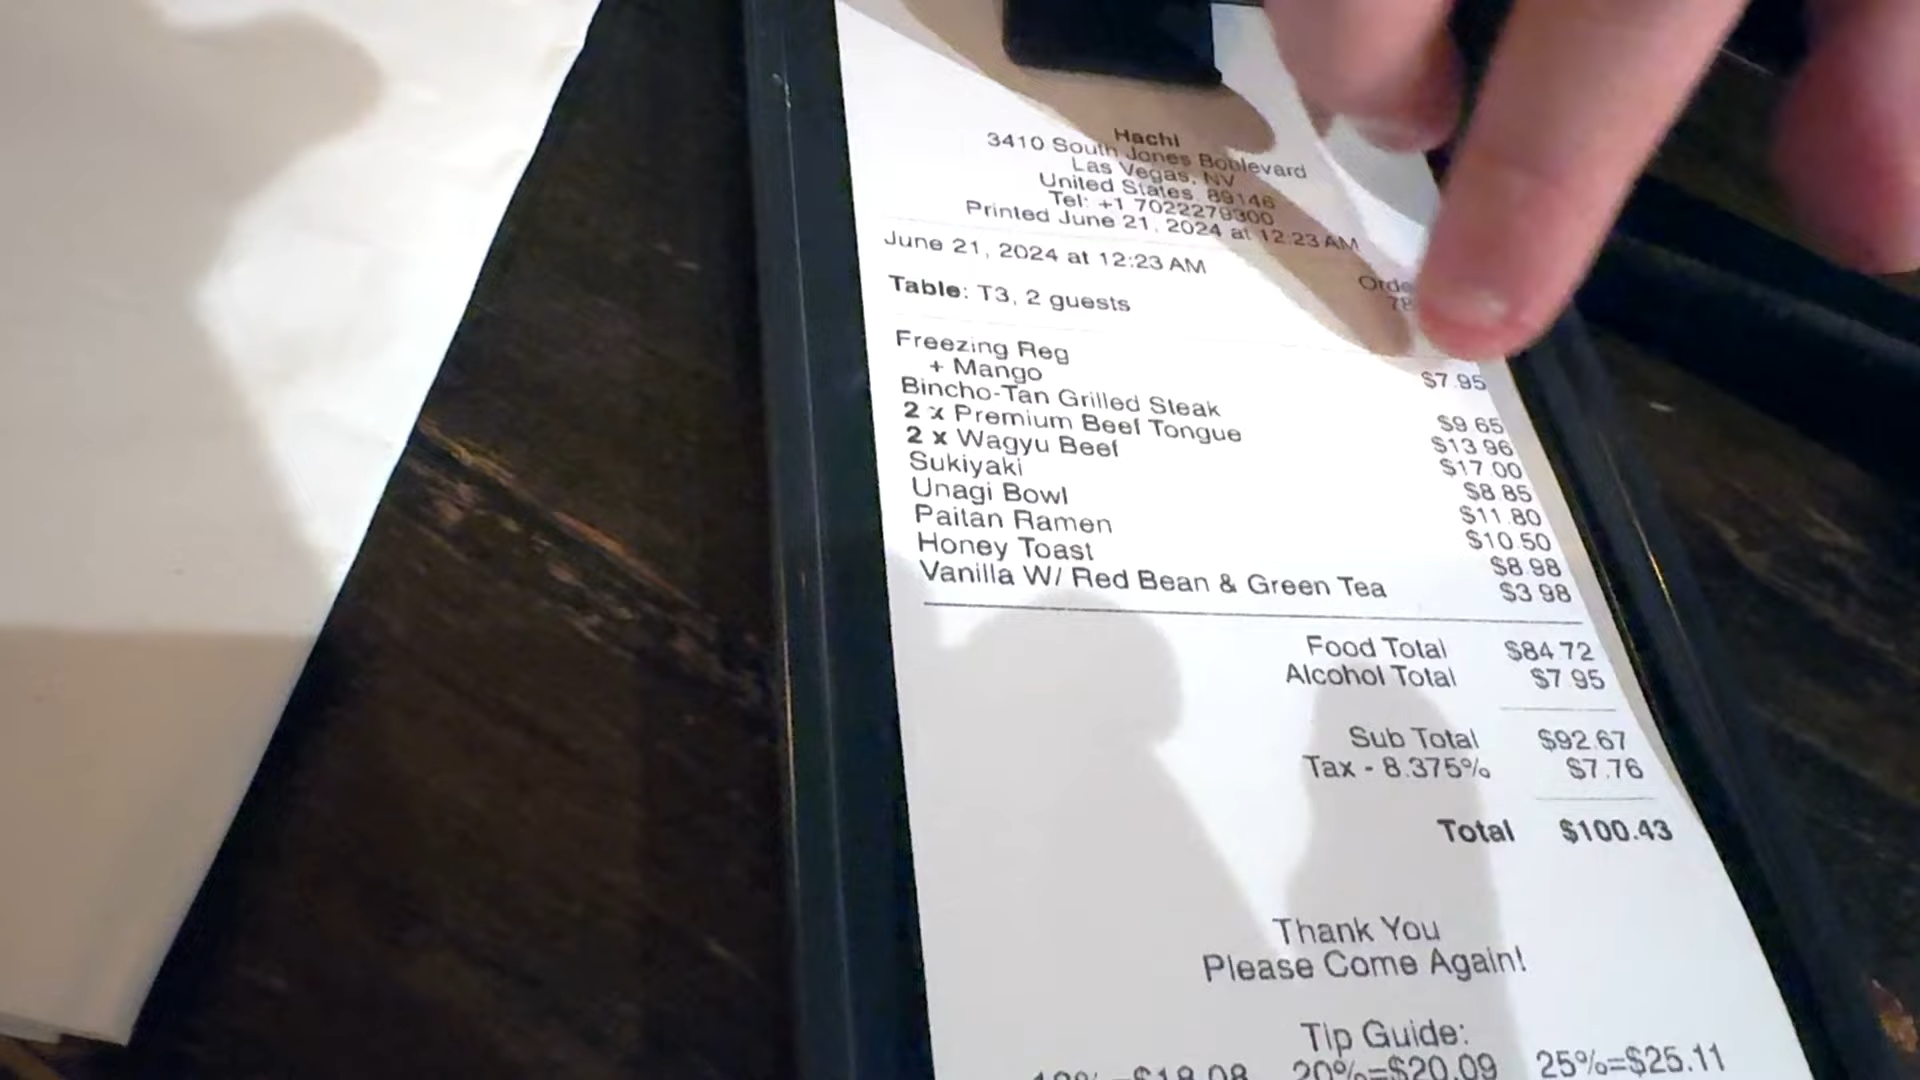 Hachi
3410 South Jones Boulevard
Las Vegas, NV
United States, 89146
Tel: +1 7022279300
Printed June 21, 2024 at 12:23 AM
June 21, 2024 at 12:23 AM
Table: T3, 2 guests
Freezing Reg $7.95
+ Mango
Bincho-Tan Grilled Steak $9.65
2 x Premium Beef Tongue $13.96
2 x Wagyu Beef $17.00
Sukiyaki $8.85
Unagi Bowl $11.80
Paitan Ramen $10.50
Honey Toast $8.98
Vanilla W/ Red Bean & Green Tea $3.98
Food Total $84.72
Alcohol Total $7.95
Sub Total $92.67
Tax - 8.375% $7.76
Total $100.43
Thank You
Please Come Again!
Tip Guide:
18%=$18.08 20%=$20.09 25%=$25.11